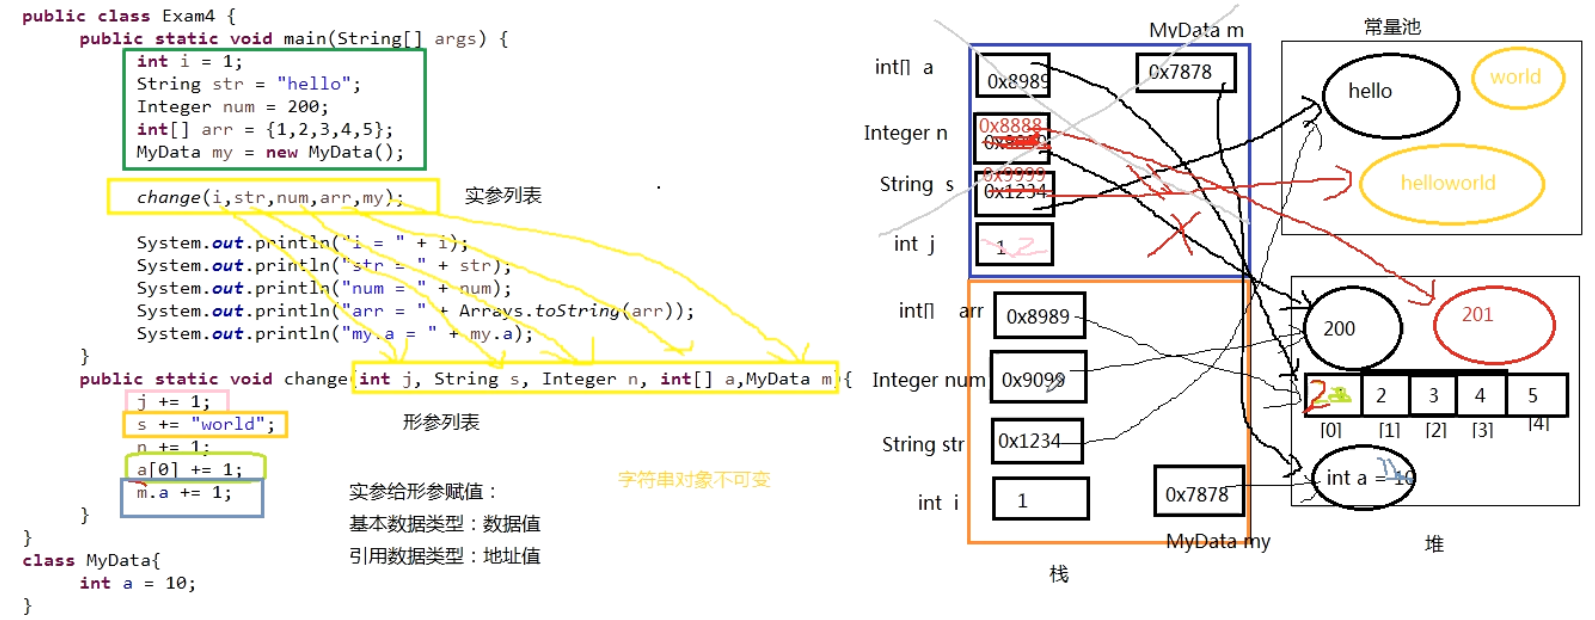 public class Exam4 {
public static void main(String[] args) {
int i = 1;
String str = "hello";
Integer num = 200;
int[] arr = {1,2,3,4,5};
MyData my = new MyData();
change(i,str,num,arr,my);
实参列表
System.out.println("i = " + i);
System.out.println("str = " + str);
System.out.println("num = " + num);
System.out.println("arr = " + Arrays.toString(arr));
System.out.println("my.a = " + my.a);
}
public static void change(int j, String s, Integer n, int[] a,MyData m){
j += 1;
s += "world";
n += 1;
a[0] += 1;
m.a += 1;
}
}
class MyData{
int a = 10;
}
形参列表
字符串对象不可变
实参给形参赋值：
基本数据类型：数据值
引用数据类型：地址值
MyData m
int[] a
0x8989
0x7878
Integer n
0x8888
String s
0x9999
0x1234
int j
1 2
int[] arr
0x8989
Integer num
0x9099
String str
0x1234
int i
1
0x7878
MyData my
栈
常量池
hello
world
helloworld
200
201
2
2
3
4
5
[0]
[1]
[2]
[3]
[4]
int a = 10
11
堆